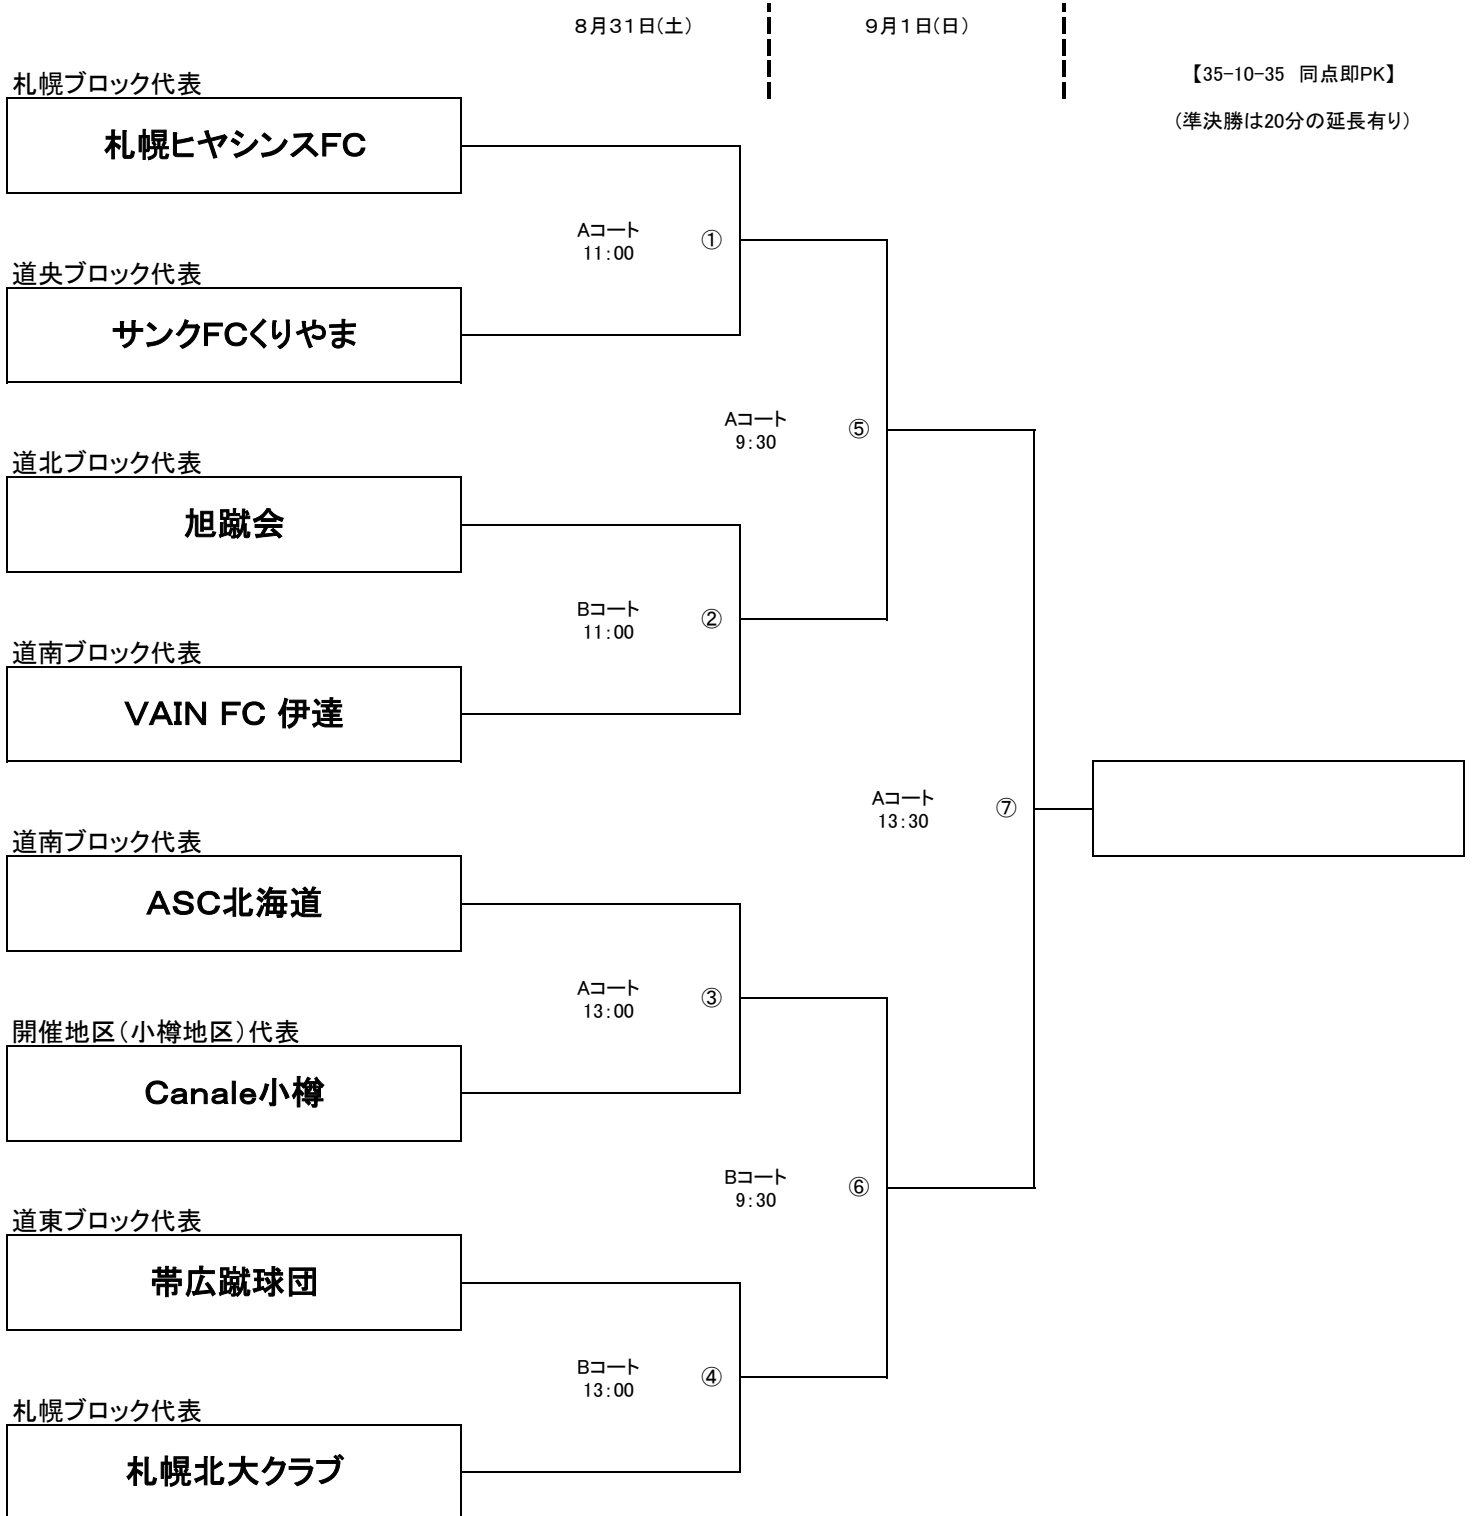 ８月３１日(土)
９月１日(日)
【35-10-35 同点即PK】
(準決勝は20分の延長有り)
札幌ブロック代表
札幌ヒヤシンスFC
Aコート
11：00
①
道央ブロック代表
サンクFCくりやま
Aコート
9：30
⑤
道北ブロック代表
旭蹴会
Bコート
11：00
②
道南ブロック代表
VAIN FC 伊達
Aコート
13：30
⑦
道南ブロック代表
ASC北海道
Aコート
13：00
③
開催地区（小樽地区）代表
Canale小樽
Bコート
9：30
⑥
道東ブロック代表
帯広蹴球団
Bコート
13：00
④
札幌ブロック代表
札幌北大クラブ